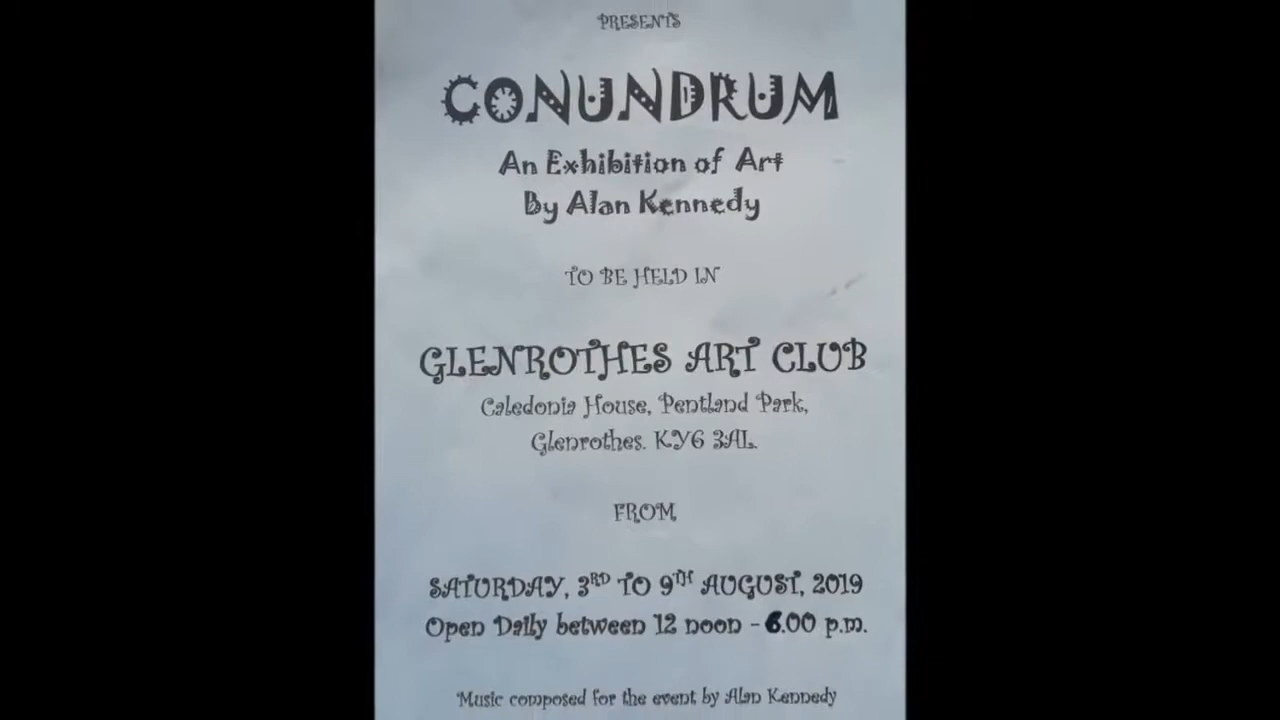 PRESENTS
CONUNDRUM
An Exhibition of Art
By Alan Kennedy
TO BE HELD IN
GLENROTHES ART CLUB
Caledonia House, Pentland Park,
Glenrothes. KY6 3AL.
FROM
SATURDAY, 3RD TO 9TH AUGUST, 2019
Open Daily between 12 noon - 6.00 p.m.
Music composed for the event by Alan Kennedy